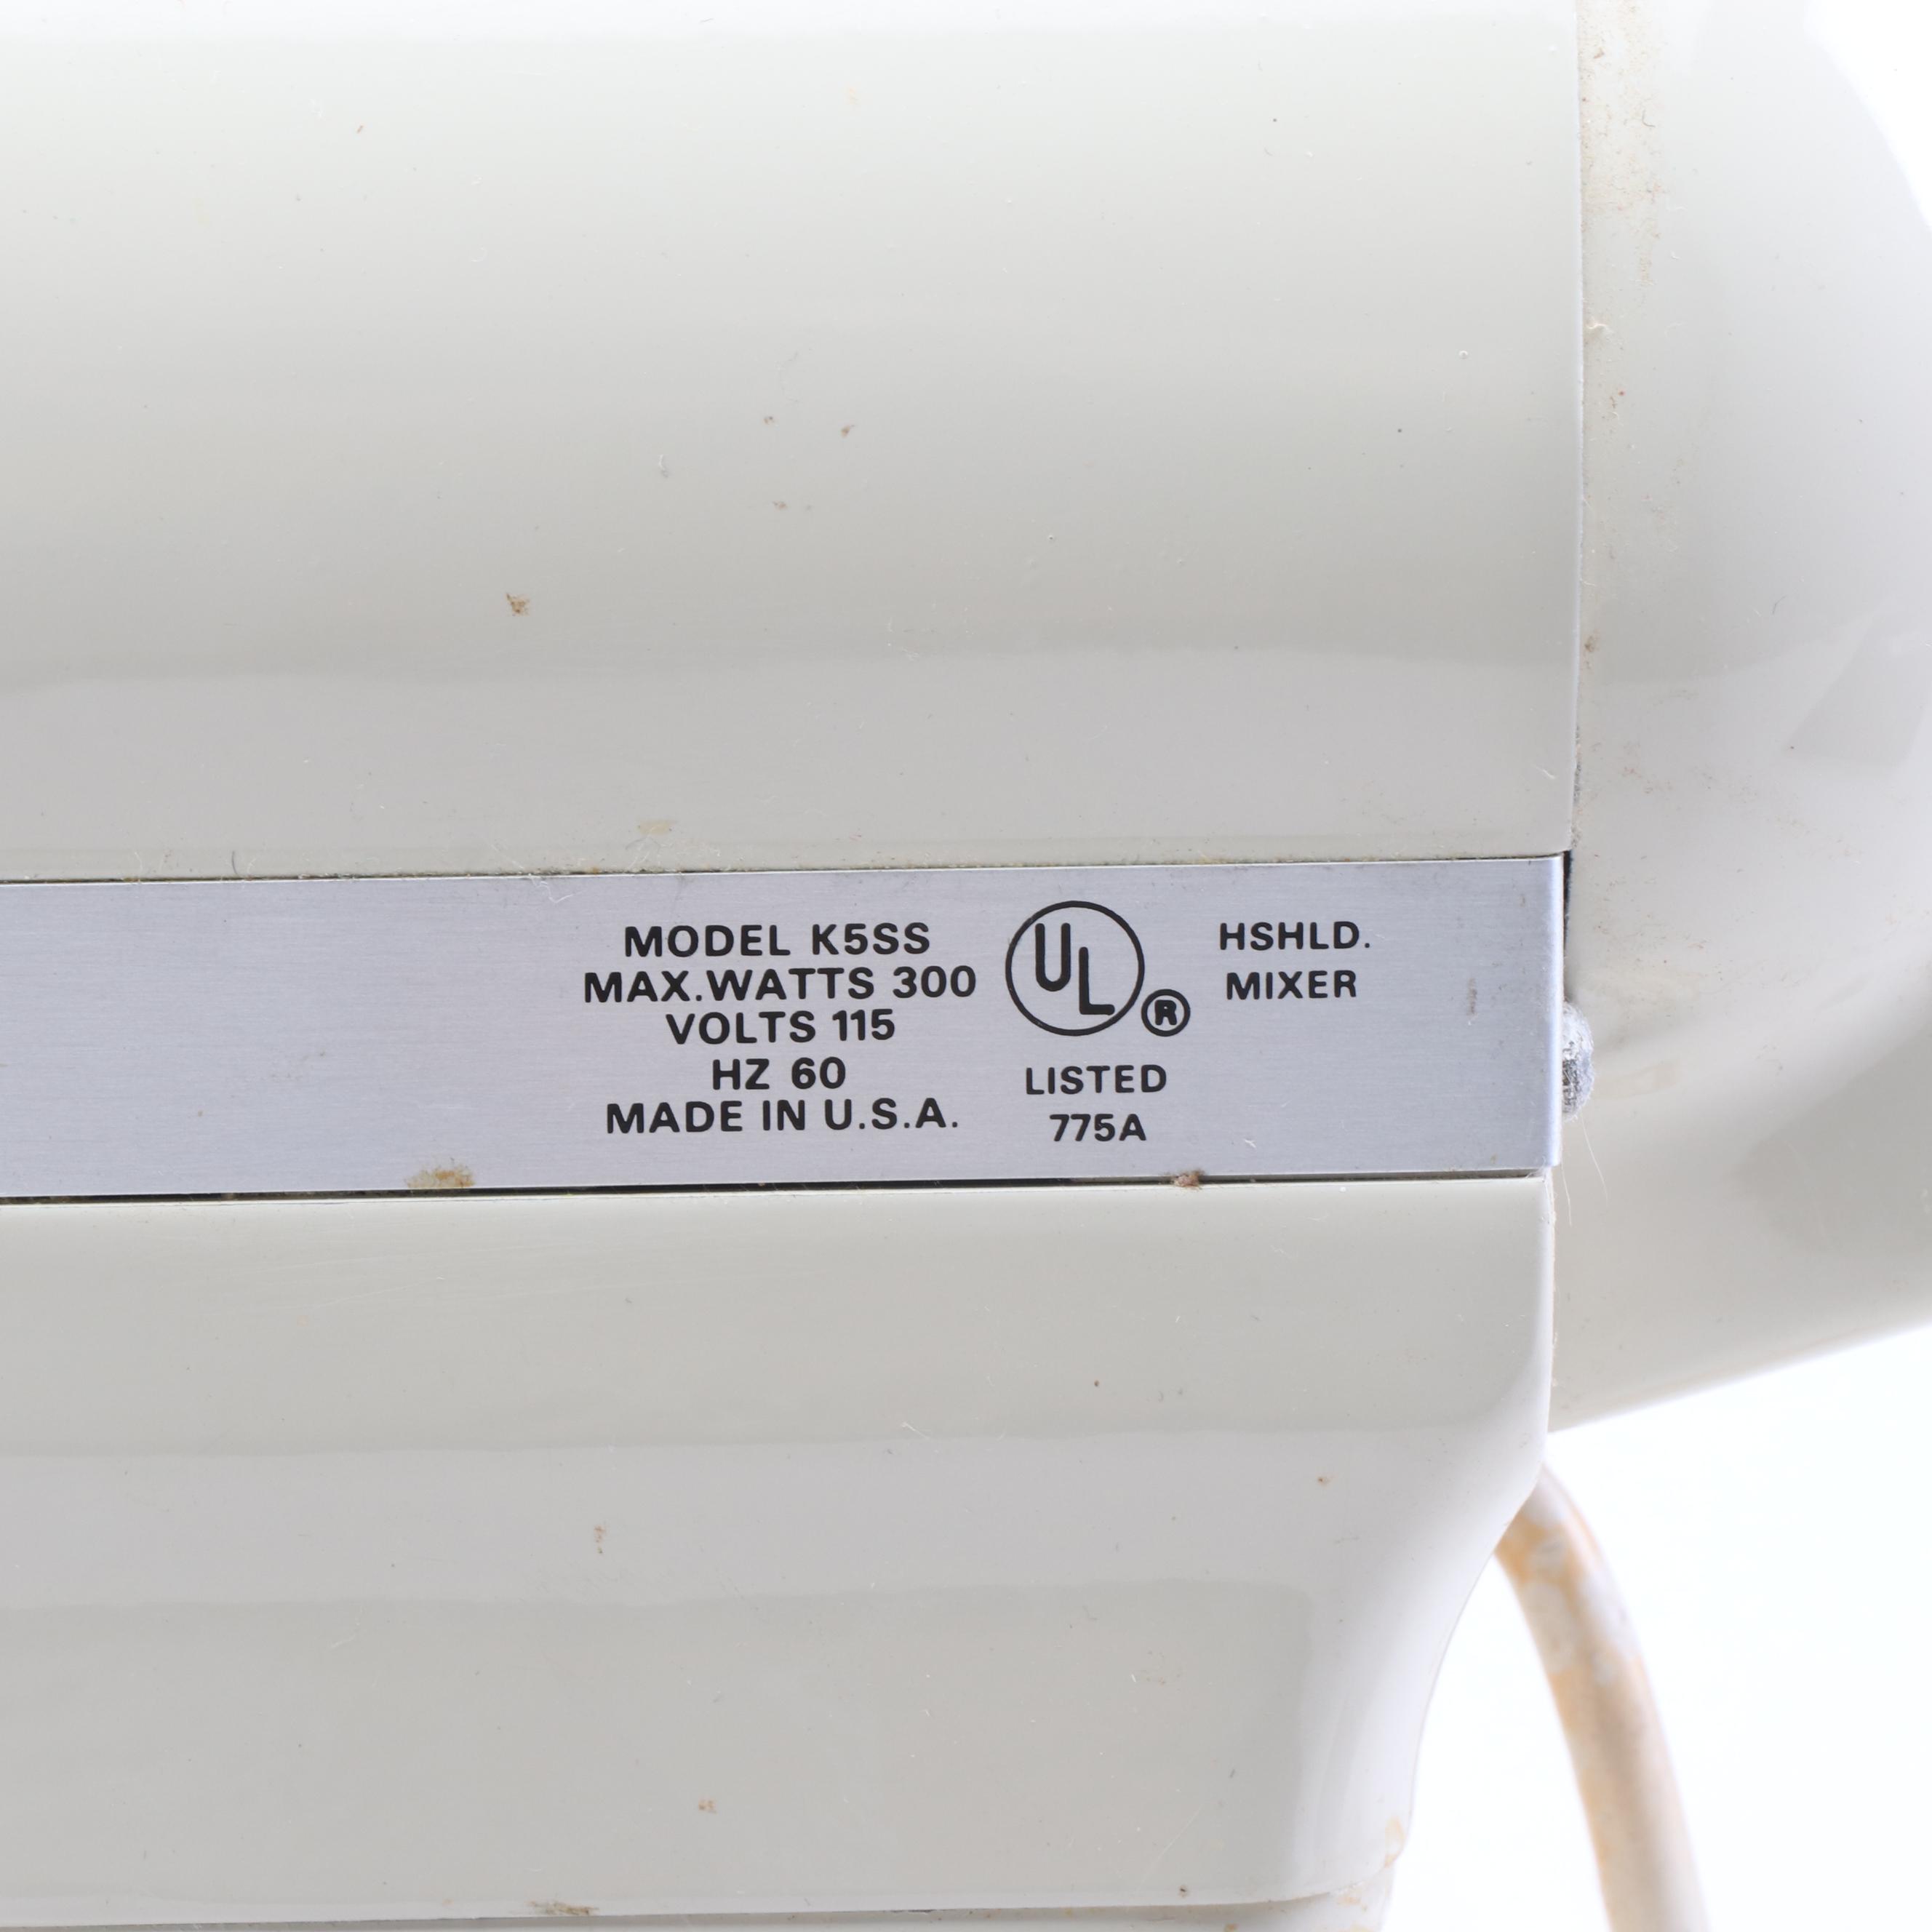 MODEL K5SS
MAX.WATTS 300
VOLTS 115
HZ 60
MADE IN U.S.A.
UL ®
LISTED
775A
HSHLD.
MIXER